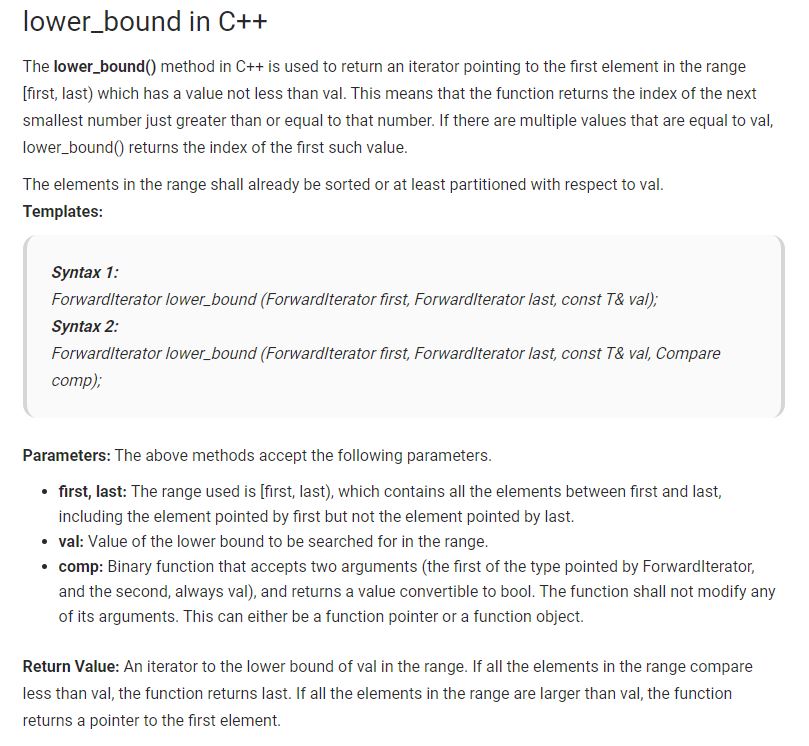 lower_bound in C++
The lower_bound() method in C++ is used to return an iterator pointing to the first element in the range
[first, last) which has a value not less than val. This means that the function returns the index of the next
smallest number just greater than or equal to that number. If there are multiple values that are equal to val,
lower_bound() returns the index of the first such value.
The elements in the range shall already be sorted or at least partitioned with respect to val.
Templates:
Syntax 1:
ForwardIterator lower_bound (ForwardIterator first, ForwardIterator last, const T& val);
Syntax 2:
ForwardIterator lower_bound (ForwardIterator first, ForwardIterator last, const T& val, Compare
comp);
Parameters: The above methods accept the following parameters.
• first, last: The range used is [first, last), which contains all the elements between first and last,
including the element pointed by first but not the element pointed by last.
• val: Value of the lower bound to be searched for in the range.
• comp: Binary function that accepts two arguments (the first of the type pointed by ForwardIterator,
and the second, always val), and returns a value convertible to bool. The function shall not modify any
of its arguments. This can either be a function pointer or a function object.
Return Value: An iterator to the lower bound of val in the range. If all the elements in the range compare
less than val, the function returns last. If all the elements in the range are larger than val, the function
returns a pointer to the first element.